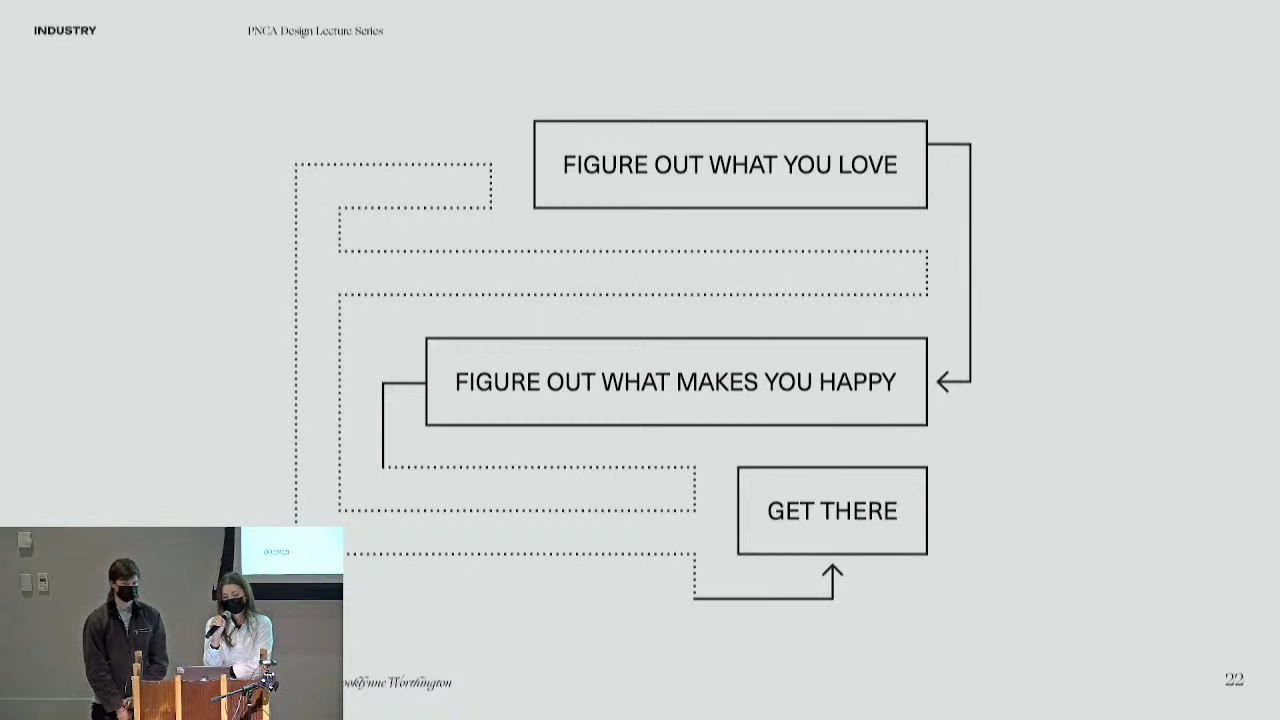 INDUSTRY
PNCA Design Lecture Series
FIGURE OUT WHAT YOU LOVE
FIGURE OUT WHAT MAKES YOU HAPPY
GET THERE
Worthington
22